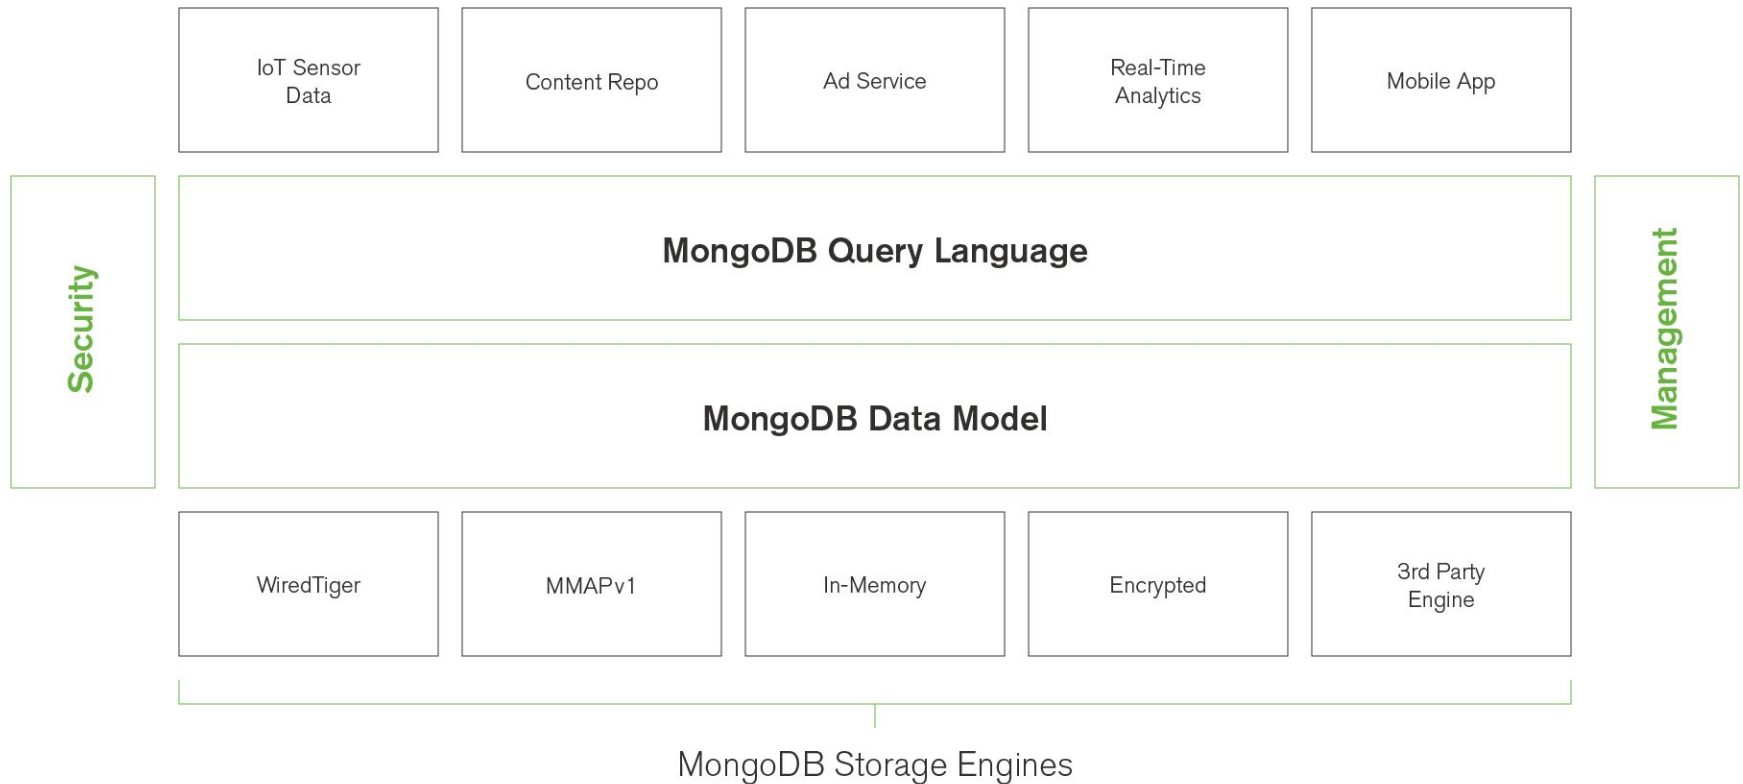 IoT Sensor
Data
Content Repo
Ad Service
Real-Time
Analytics
Mobile App
Security
MongoDB Query Language
MongoDB Data Model
Management
WiredTiger
MMAPv1
In-Memory
Encrypted
3rd Party
Engine
MongoDB Storage Engines